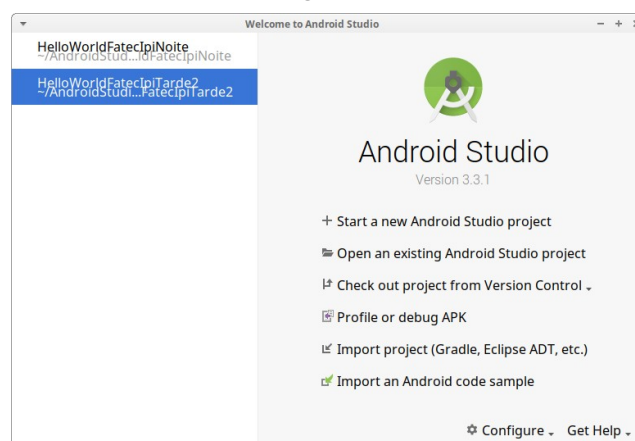 Welcome to Android Studio
HelloWorldFatecIpiNoite
~/AndroidStud...ldFatecIpiNoite
HelloWorldFatecIpiTarde2
~/AndroidStudi...FatecIpiTarde2
Android Studio
Version 3.3.1
Start a new Android Studio project
Open an existing Android Studio project
Check out project from Version Control
Profile or debug APK
Import project (Gradle, Eclipse ADT, etc.)
Import an Android code sample
Configure Get Help